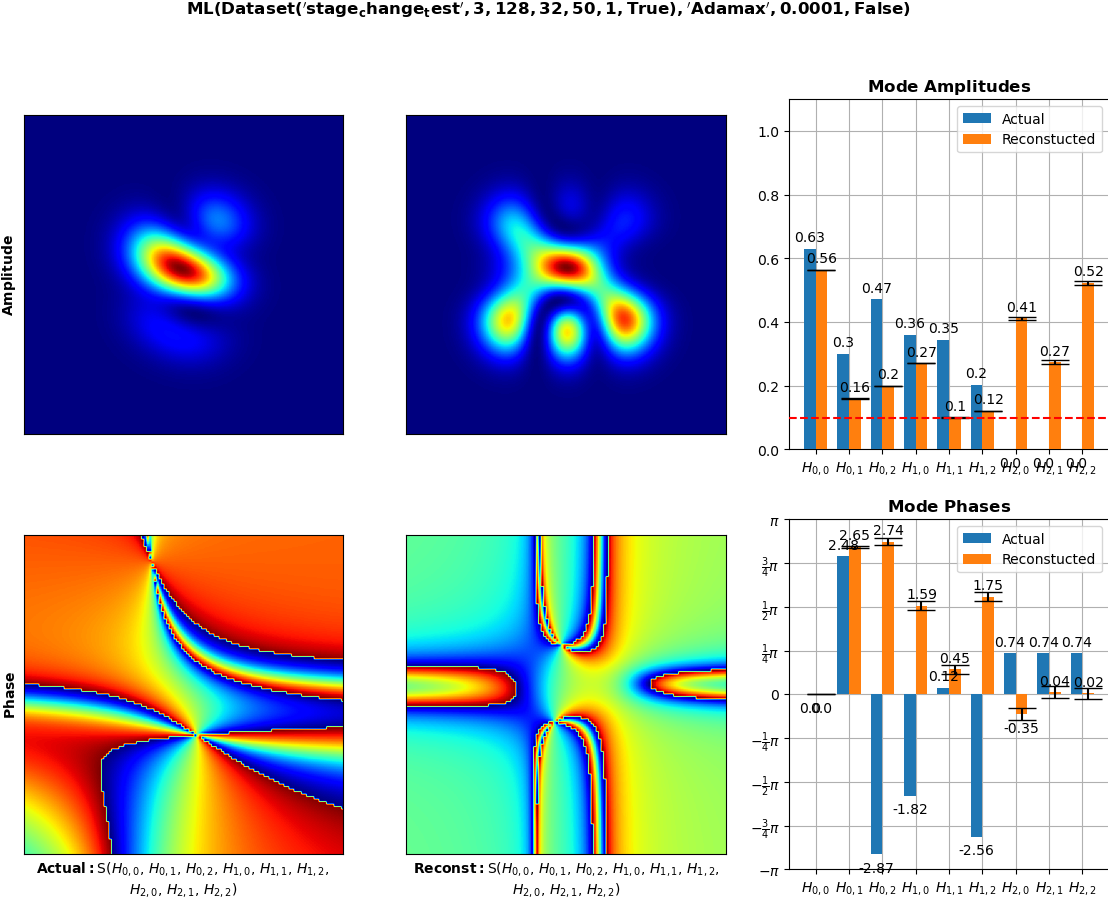 ML(Dataset('stage_change_test', 3, 128, 32, 50, 1, True), 'Adamax', 0.0001, False)
Amplitude
Mode Amplitudes
Actual
Reconstucted
1.0
0.8
0.6
0.4
0.2
0.0
0.63
0.56
0.3
0.16
0.47
0.2
0.36
0.27
0.35
0.1
0.2
0.12
0.0
0.41
0.0
0.27
0.0
0.52
H0,0 H0,1 H0,2 H1,0 H1,1 H1,2 H2,0 H2,1 H2,2
Phase
Actual: S(H0,0, H0,1, H0,2, H1,0, H1,1, H1,2,
H2,0, H2,1, H2,2)
Reconst: S(H0,0, H0,1, H0,2, H1,0, H1,1, H1,2,
H2,0, H2,1, H2,2)
Mode Phases
Actual
Reconstucted
π
3/4π
1/2π
1/4π
0
−1/4π
−1/2π
−3/4π
−π
0.0
0.0
2.48
2.65
-2.87
2.74
-1.82
1.59
0.12
0.45
-2.56
1.75
0.74
-0.35
0.74
0.04
0.74
0.02
H0,0 H0,1 H0,2 H1,0 H1,1 H1,2 H2,0 H2,1 H2,2